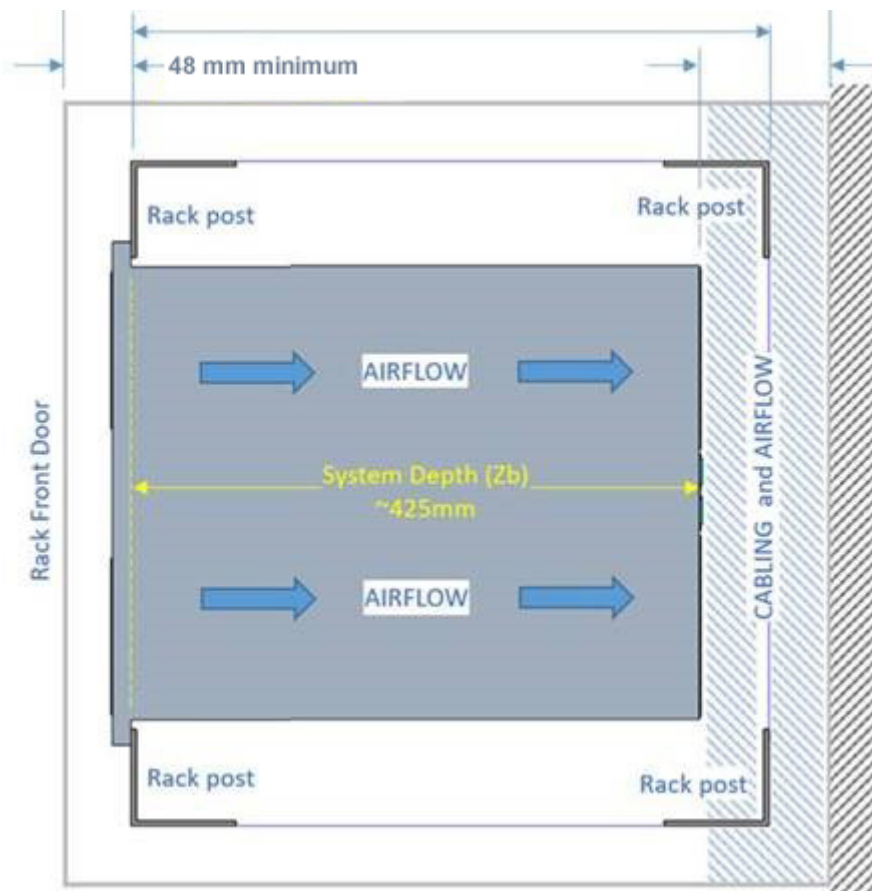 48 mm minimum
Rack post
Rack post
AIRFLOW
Rack Front Door
System Depth (Zb)
~425mm
CABLING and AIRFLOW
AIRFLOW
Rack post
Rack post